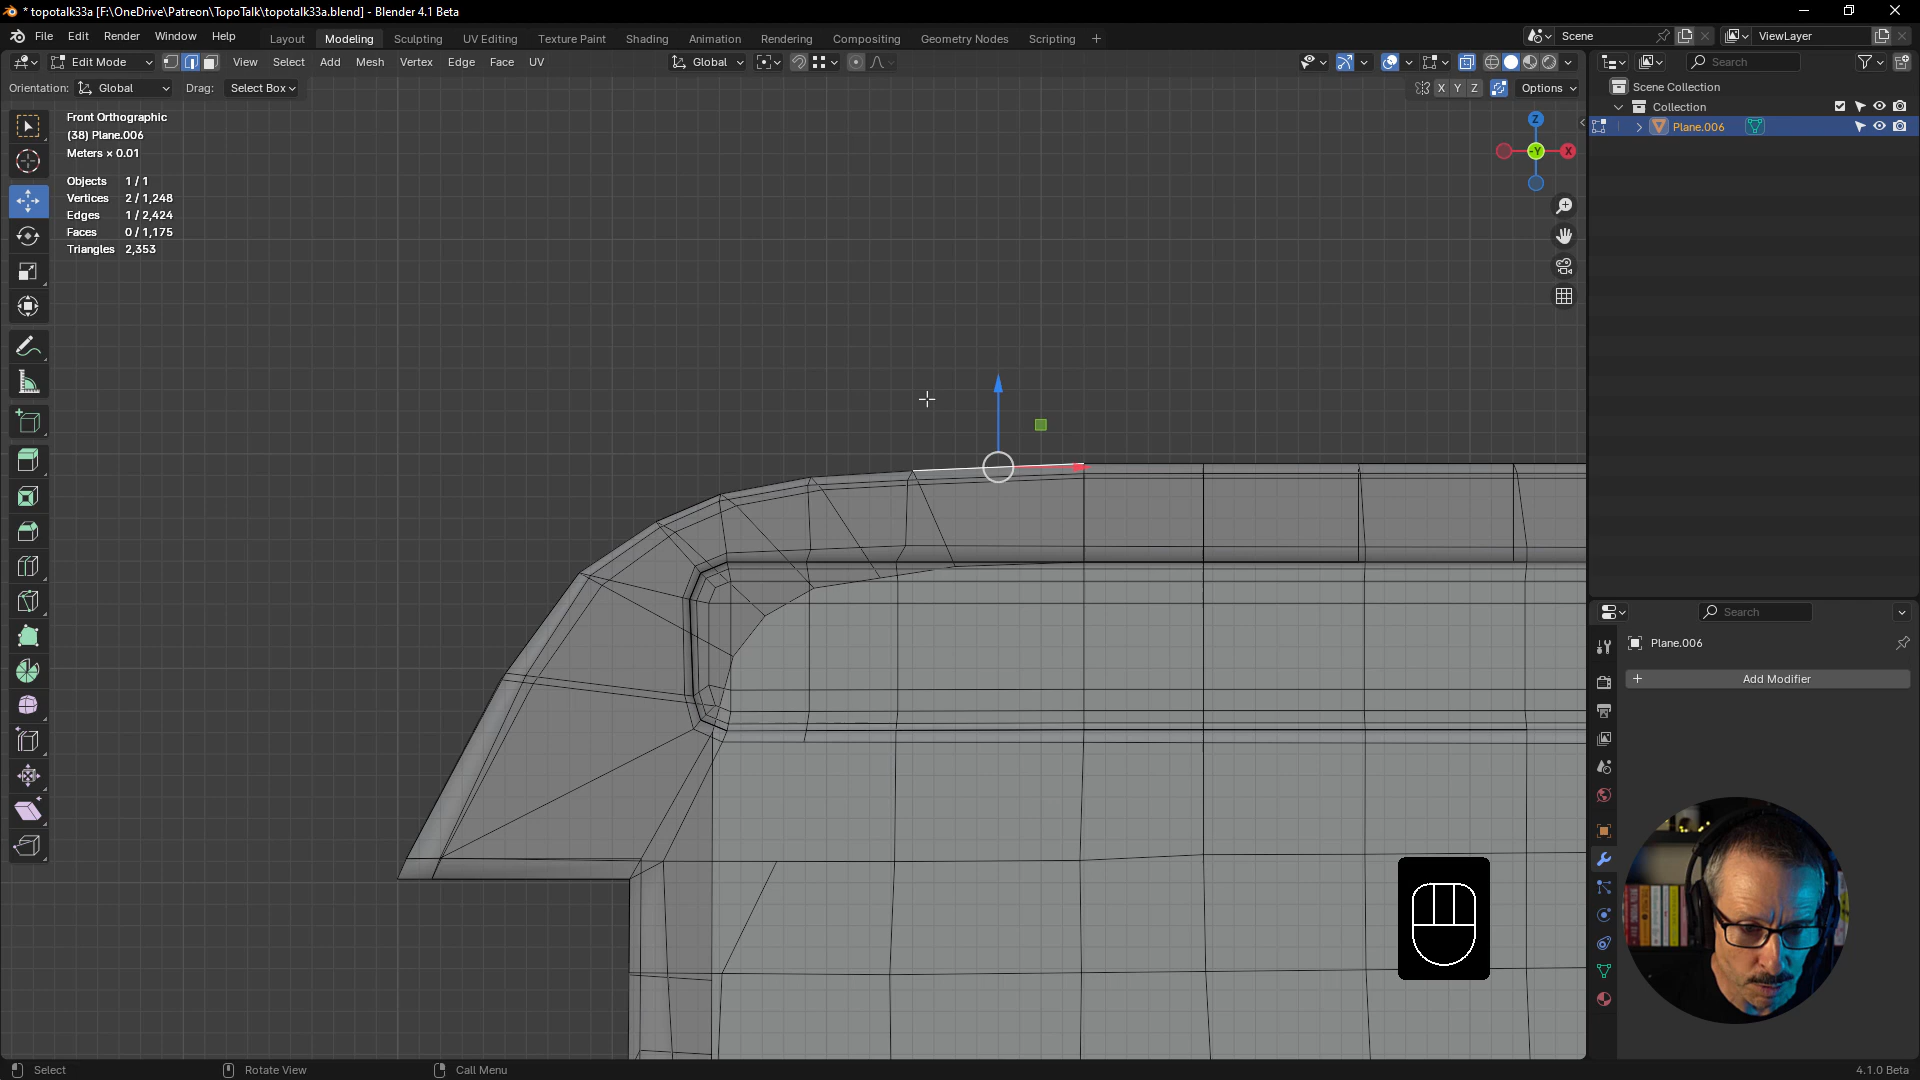 * topotalk33a [F:\OneDrive\Patreon\TopoTalk\topotalk33a.blend] - Blender 4.1 Beta
File Edit Render Window Help Layout Modeling Sculpting UV Editing Texture Paint Shading Animation Rendering Compositing Geometry Nodes Scripting + Scene ViewLayer
Edit Mode View Select Add Mesh Vertex Edge Face UV Global Search
Orientation: Global Drag: Select Box X Y Z Options
Scene Collection
Collection
Plane.006
Front Orthographic
(38) Plane.006
Meters × 0.01
Objects 1 / 1
Vertices 2 / 1,248
Edges 1 / 2,424
Faces 0 / 1,175
Triangles 2,353
Z
-Y
X
Search
Plane.006
+ Add Modifier
Select Rotate View Call Menu 4.1.0 Beta